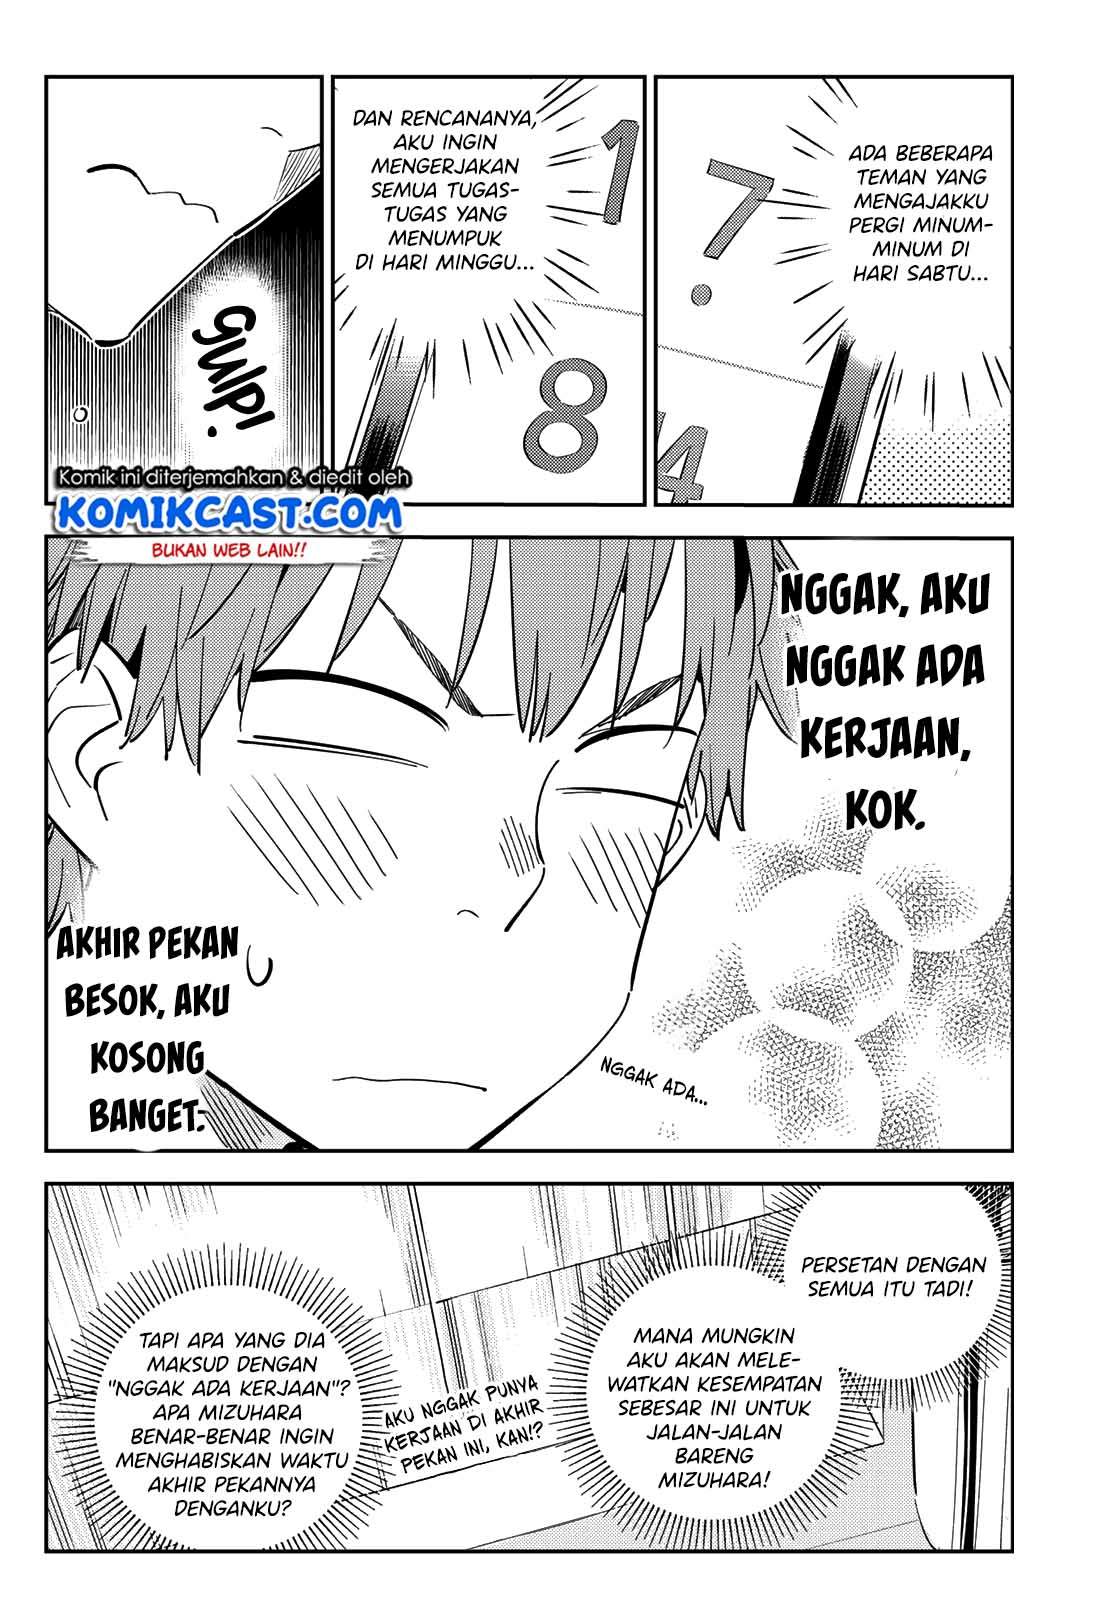 ADA BEBERAPA
TEMAN YANG
MENGAJAKKU
PERGI MINUM-
MINUM DI
HARI SABTU...
7.
14
DAN RENCANANYA,
AKU INGIN
MENGERJAKAN
SEMUA TUGAS-
TUGAS YANG
MENUMPUK
DI HARI MINGGU...
1
8
GULP!
Komik ini diterjemahkan & diedit oleh
KOMIKCAST.COM
BUKAN WEB LAIN!!
NGGAK, AKU
NGGAK ADA
KERJAAN,
KOK.
NGGAK ADA...
AKHIR PEKAN
BESOK, AKU
KOSONG
BANGET.
PERSETAN DENGAN
SEMUA ITU TADI!
MANA MUNGKIN
AKU AKAN MELE-
WATKAN KESEMPATAN
SEBESAR INI UNTUK
JALAN-JALAN
BARENG
MIZUHARA!
AKU NGGAK PUNYA
KERJAAN DI AKHIR
PEKAN INI, KAN!?
TAPI APA YANG DIA
MAKSUD DENGAN
"NGGAK ADA KERJAAN"?
APA MIZUHARA
BENAR-BENAR INGIN
MENGHABISKAN WAKTU
AKHIR PEKANNYA
DENGANKU?